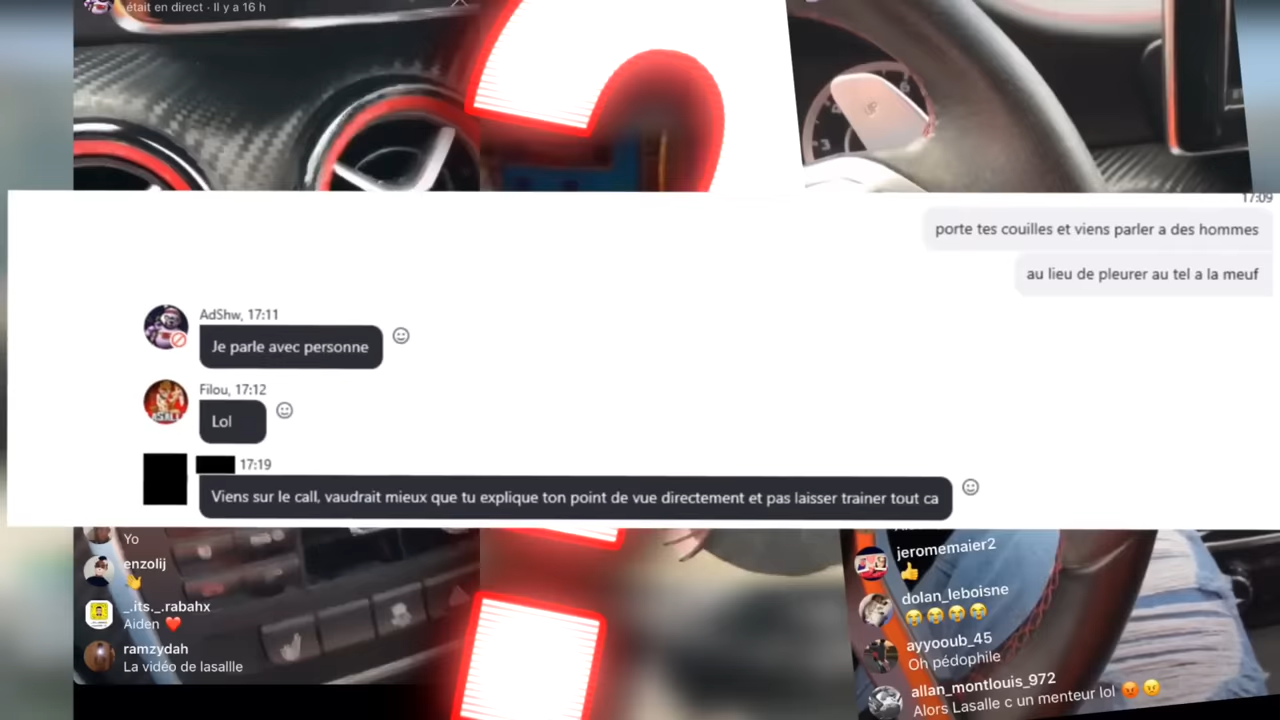 était en direct · Il y a 16 h
17:09
porte tes couilles et viens parler a des hommes
au lieu de pleurer au tel a la meuf
AdShw, 17:11
Je parle avec personne
Filou, 17:12
Lol
17:19
Viens sur le call, vaudrait mieux que tu explique ton point de vue directement et pas laisser trainer tout ca
Yo
enzolij
👋
_.its._.rabahx
Aiden ❤️
ramzydah
La vidéo de lasallle
jeromemaier2
👍
dolan_leboisne
😭😭😭😭
ayyooub_45
Oh pédophile
allan_montlouis_972
Alors Lasalle c un menteur lol 😡😠